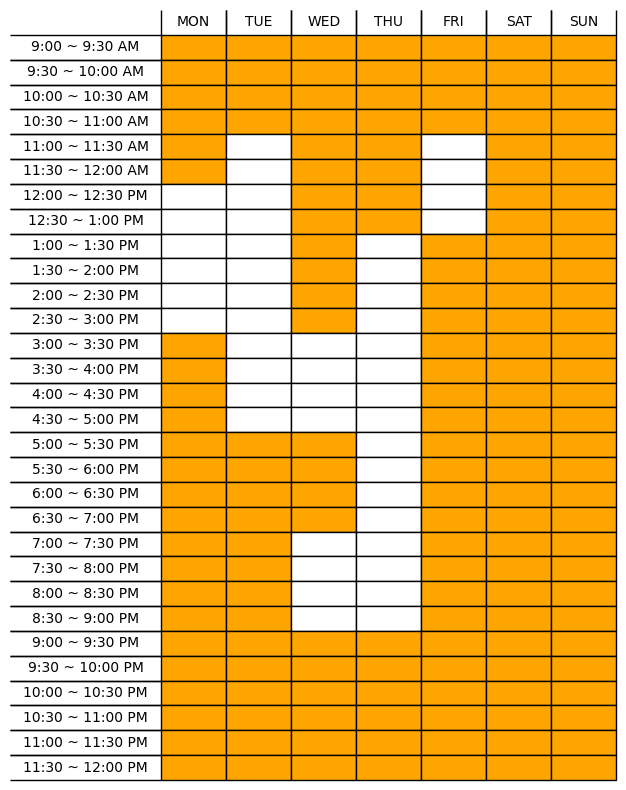 MON TUE WED THU FRI SAT SUN
9:00 ~ 9:30 AM
9:30 ~ 10:00 AM
10:00 ~ 10:30 AM
10:30 ~ 11:00 AM
11:00 ~ 11:30 AM
11:30 ~ 12:00 AM
12:00 ~ 12:30 PM
12:30 ~ 1:00 PM
1:00 ~ 1:30 PM
1:30 ~ 2:00 PM
2:00 ~ 2:30 PM
2:30 ~ 3:00 PM
3:00 ~ 3:30 PM
3:30 ~ 4:00 PM
4:00 ~ 4:30 PM
4:30 ~ 5:00 PM
5:00 ~ 5:30 PM
5:30 ~ 6:00 PM
6:00 ~ 6:30 PM
6:30 ~ 7:00 PM
7:00 ~ 7:30 PM
7:30 ~ 8:00 PM
8:00 ~ 8:30 PM
8:30 ~ 9:00 PM
9:00 ~ 9:30 PM
9:30 ~ 10:00 PM
10:00 ~ 10:30 PM
10:30 ~ 11:00 PM
11:00 ~ 11:30 PM
11:30 ~ 12:00 PM